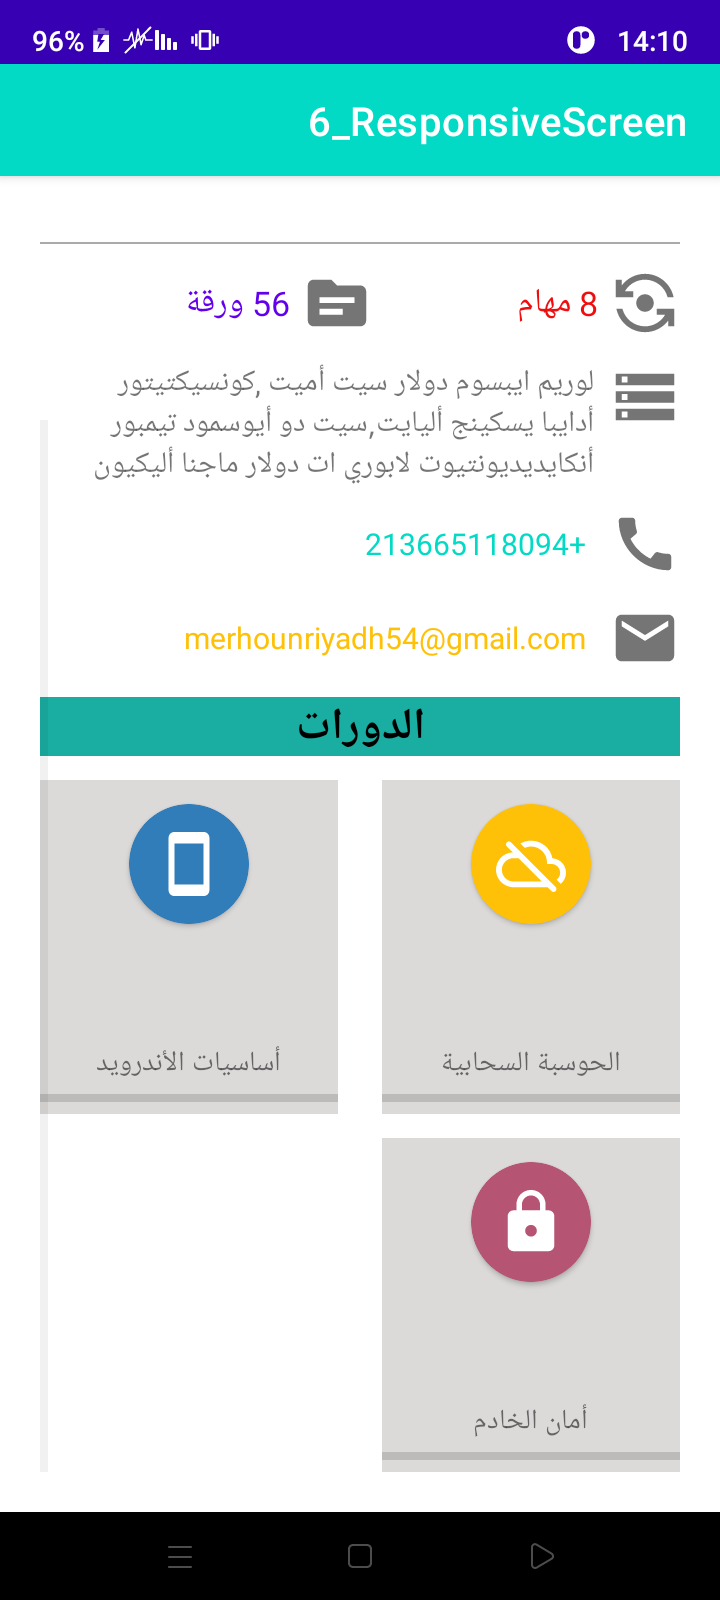 96%
14:10
6_ResponsiveScreen
8 مهام
56 ورقة
لوريم ايبسوم دولار سيت أميت ,كونسيكتيتور
أدايبا يسكينج أليايت,سيت دو أيوسمود تيمبور
أنكايديديونتيوت لابوري ات دولار ماجنا أليكيون
213665118094+
merhounriyadh54@gmail.com
الدورات
الحوسبة السحابية
أساسيات الأندرويد
أمان الخادم